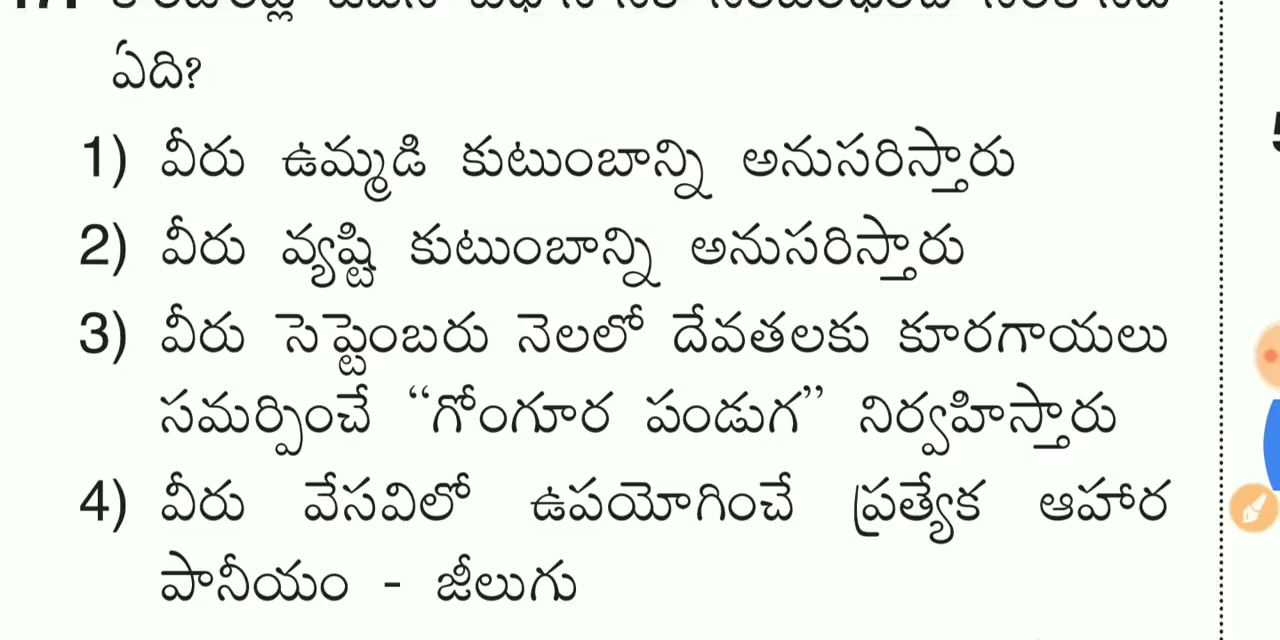 ఏది?
1) వీరు ఉమ్మడి కుటుంబాన్ని అనుసరిస్తారు
2) వీరు వ్యష్టి కుటుంబాన్ని అనుసరిస్తారు
3) వీరు సెప్టెంబరు నెలలో దేవతలకు కూరగాయలు
సమర్పించే “గోంగూర పండుగ” నిర్వహిస్తారు
4) వీరు వేసవిలో ఉపయోగించే ప్రత్యేక ఆహార
పానీయం - జీలుగు